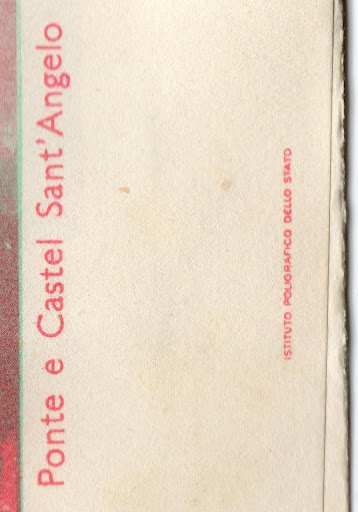 Ponte e Castel Sant'Angelo
ISTITUTO POLIGRAFICO DELLO STATO